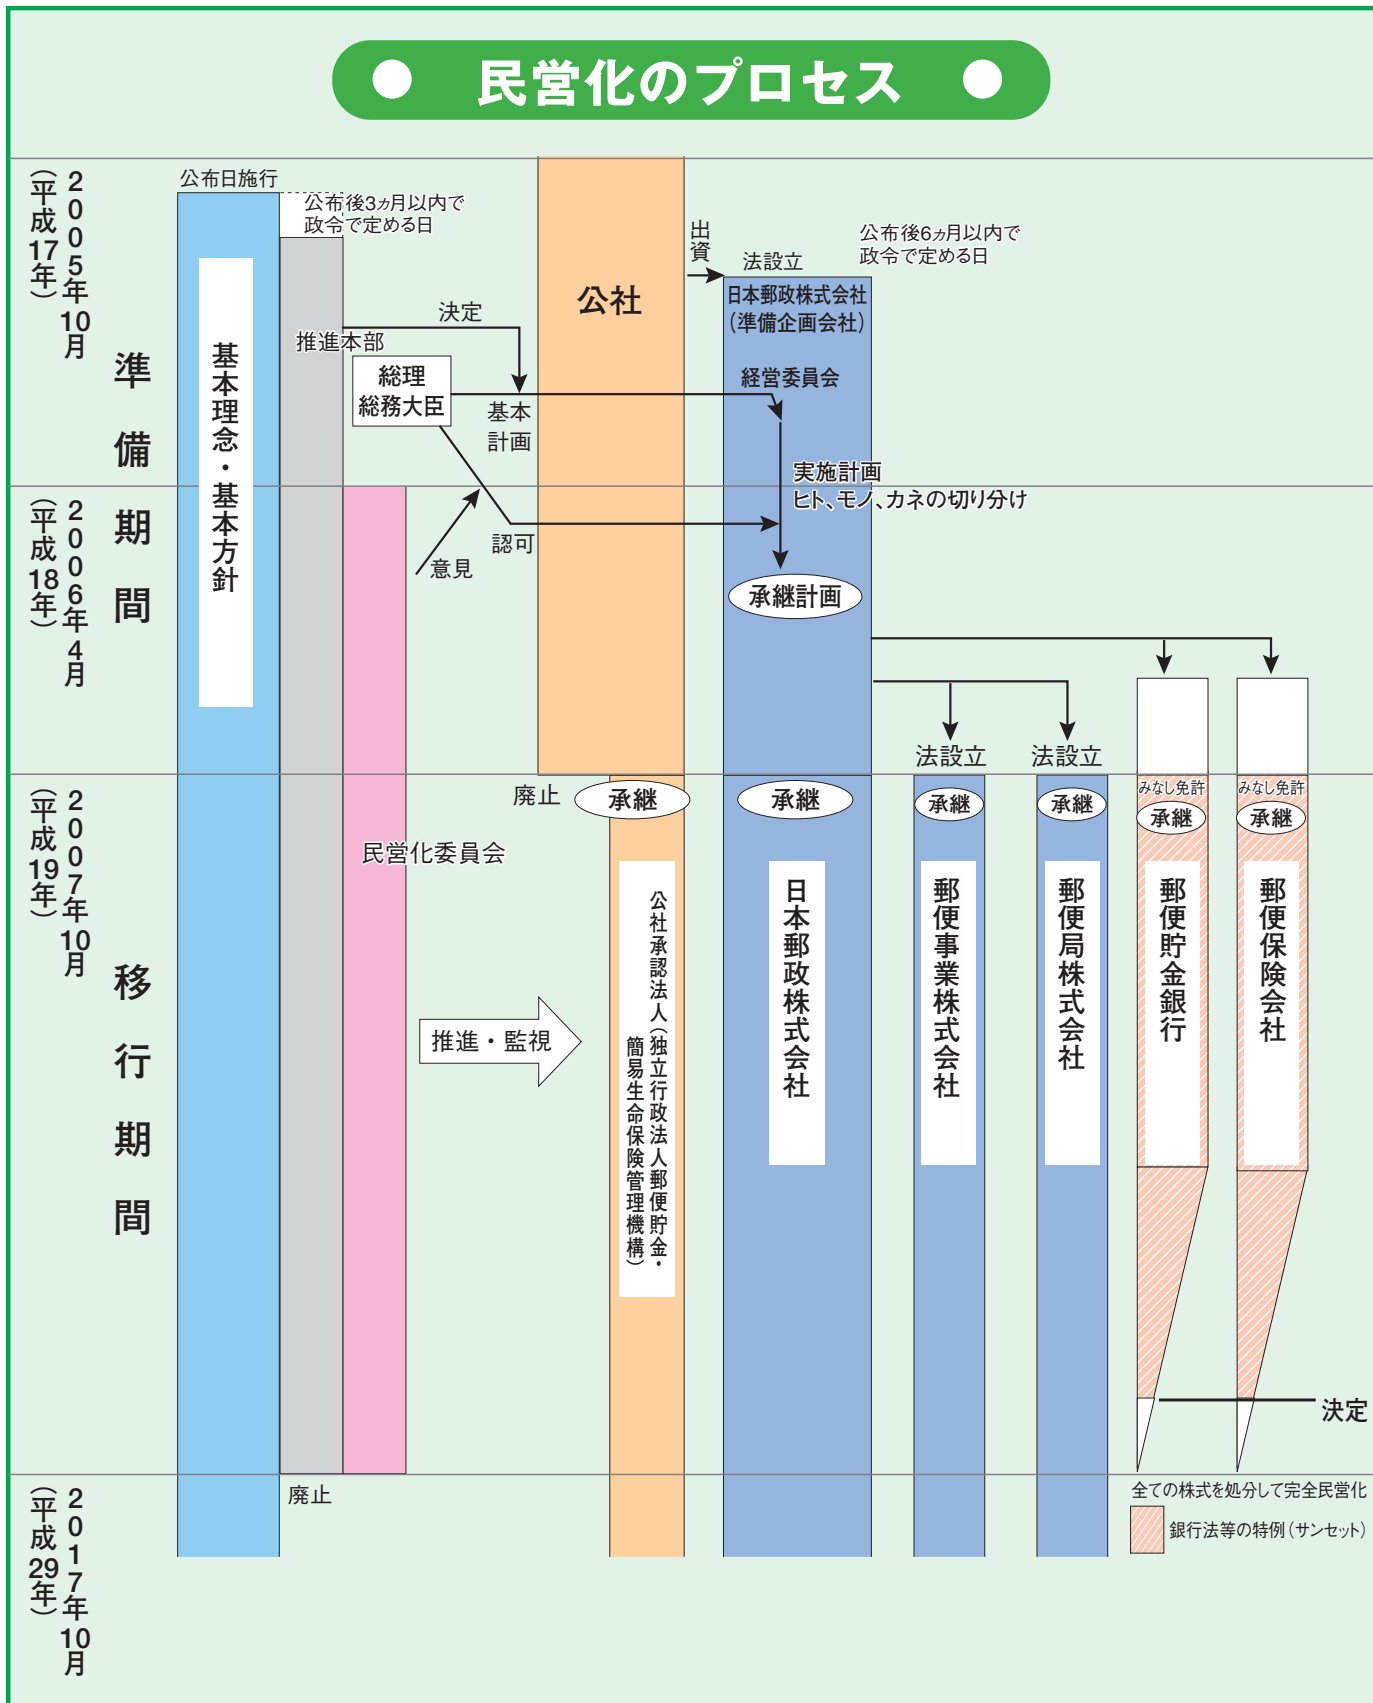 民営化のプロセス
2005年10月
(平成17年)
準備期間
2006年4月
(平成18年)
2007年10月
(平成19年)
移行期間
2017年10月
(平成29年)
公布日施行
基本理念・基本方針
公布後3ヵ月以内で
政令で定める日
推進本部
決定
総理
総務大臣
基本
計画
意見
認可
公社
出資
法設立
公布後6ヵ月以内で
政令で定める日
日本郵政株式会社
(準備企画会社)
経営委員会
実施計画
ヒト、モノ、カネの切り分け
承継計画
法設立
法設立
廃止
承継
承継
承継
承継
みなし免許
承継
みなし免許
承継
民営化委員会
推進・監視
公社承認法人(独立行政法人郵便貯金・
簡易生命保険管理機構)
日本郵政株式会社
郵便事業株式会社
郵便局株式会社
郵便貯金銀行
郵便保険会社
決定
廃止
全ての株式を処分して完全民営化
銀行法等の特例(サンセット)